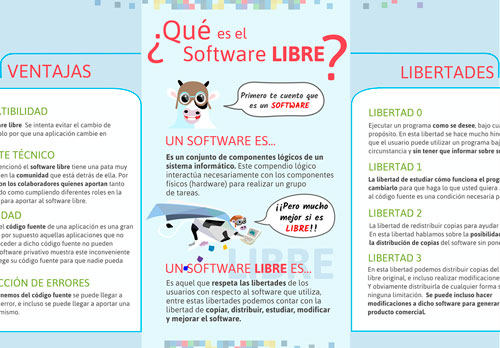 ¿Qué es el
Software LIBRE?
VENTAJAS
ATIBILIDAD
re libre Se intenta evitar el cambio de
olo por que una aplicación cambie en
TE TÉCNICO
encionó el software libre tiene una pata muy
en la comunidad que está detrás de ella. Por
on los colaboradores quienes aportan tanto
do como cumpliendo diferentes roles en la
para aportar al software libre.
DAD
el código fuente de una aplicación es una gran
por supuesto aquellas aplicaciones que no
cceder a dicho código fuente no pueden
Software privativo muestra este inconveniente
ege su código fuente para que nadie pueda
CCIÓN DE ERRORES
nemos del código fuente se puede llegar a
error, e incluso se puede llegar a aportar una
mismo.
Primero te cuento que
es un SOFTWARE
UN SOFTWARE ES...
Es un conjunto de componentes lógicos de un
sistema informático. Este compendio lógico
interactúa necesariamente con los componentes
físicos (hardware) para realizar un grupo
de tareas.
¡¡Pero mucho
mejor si es
LIBRE!!
LIBRE
UN SOFTWARE LIBRE ES...
Es aquel que respeta las libertades de los
usuarios con respecto al software que utiliza,
entre estas libertades podemos contar con la
libertad de copiar, distribuir, estudiar, modificar
y mejorar el software.
LIBERTADES
LIBERTAD 0
Ejecutar un programa como se desee, bajo cu
propósito. En esta libertad se hace mucho hin
que el usuario puede utilizar un programa baj
circunstancia y sin tener que informar sobre s
LIBERTAD 1
La libertad de estudiar cómo funciona el progr
cambiarlo para que haga lo que usted quiera
al código fuente es una condición necesaria p
LIBERTAD 2
La libertad de redistribuir copias para ayudar
En esta libertad hablamos sobre la posibilidad
la distribución de copias del software sin pon
LIBERTAD 3
En esta libertad podemos distribuir copias del
libre original, e incluso realizar modificaciones
Y obviamente distribuirla de cualquier forma s
ninguna limitación. Se puede incluso hacer
modificaciones a dicho software para generar
producto comercial.